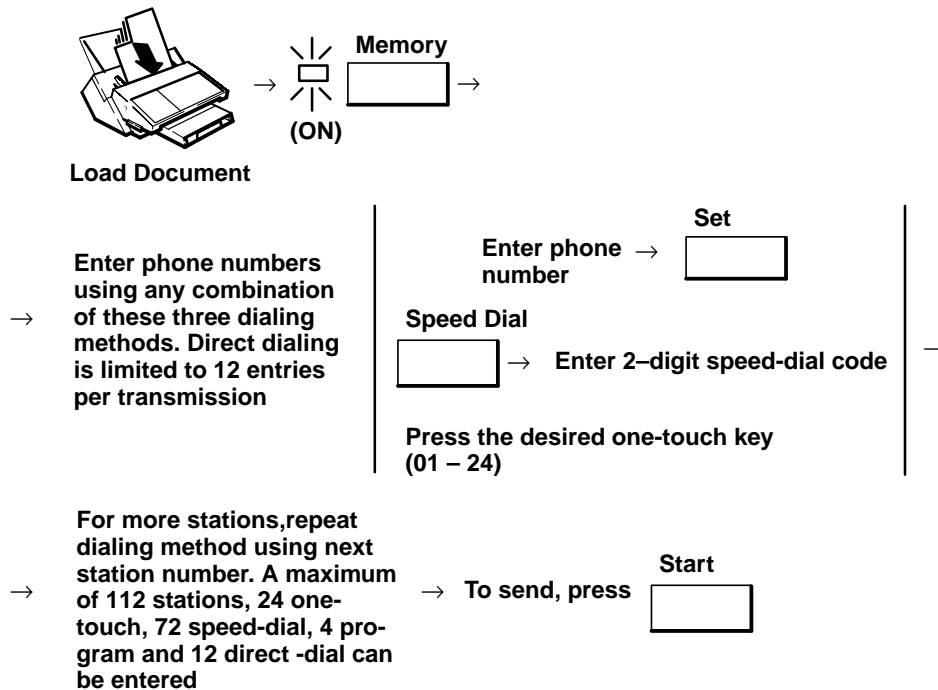 Memory
→
→
(ON)
Load Document
→
Enter phone numbers
using any combination
of these three dialing
methods. Direct dialing
is limited to 12 entries
per transmission
Enter phone →
number
Set
Speed Dial
→ Enter 2–digit speed-dial code
Press the desired one-touch key
(01 – 24)
→
For more stations,repeat
dialing method using next
station number. A maximum
of 112 stations, 24 one-
touch, 72 speed-dial, 4 pro-
gram and 12 direct -dial can
be entered
→ To send, press
Start